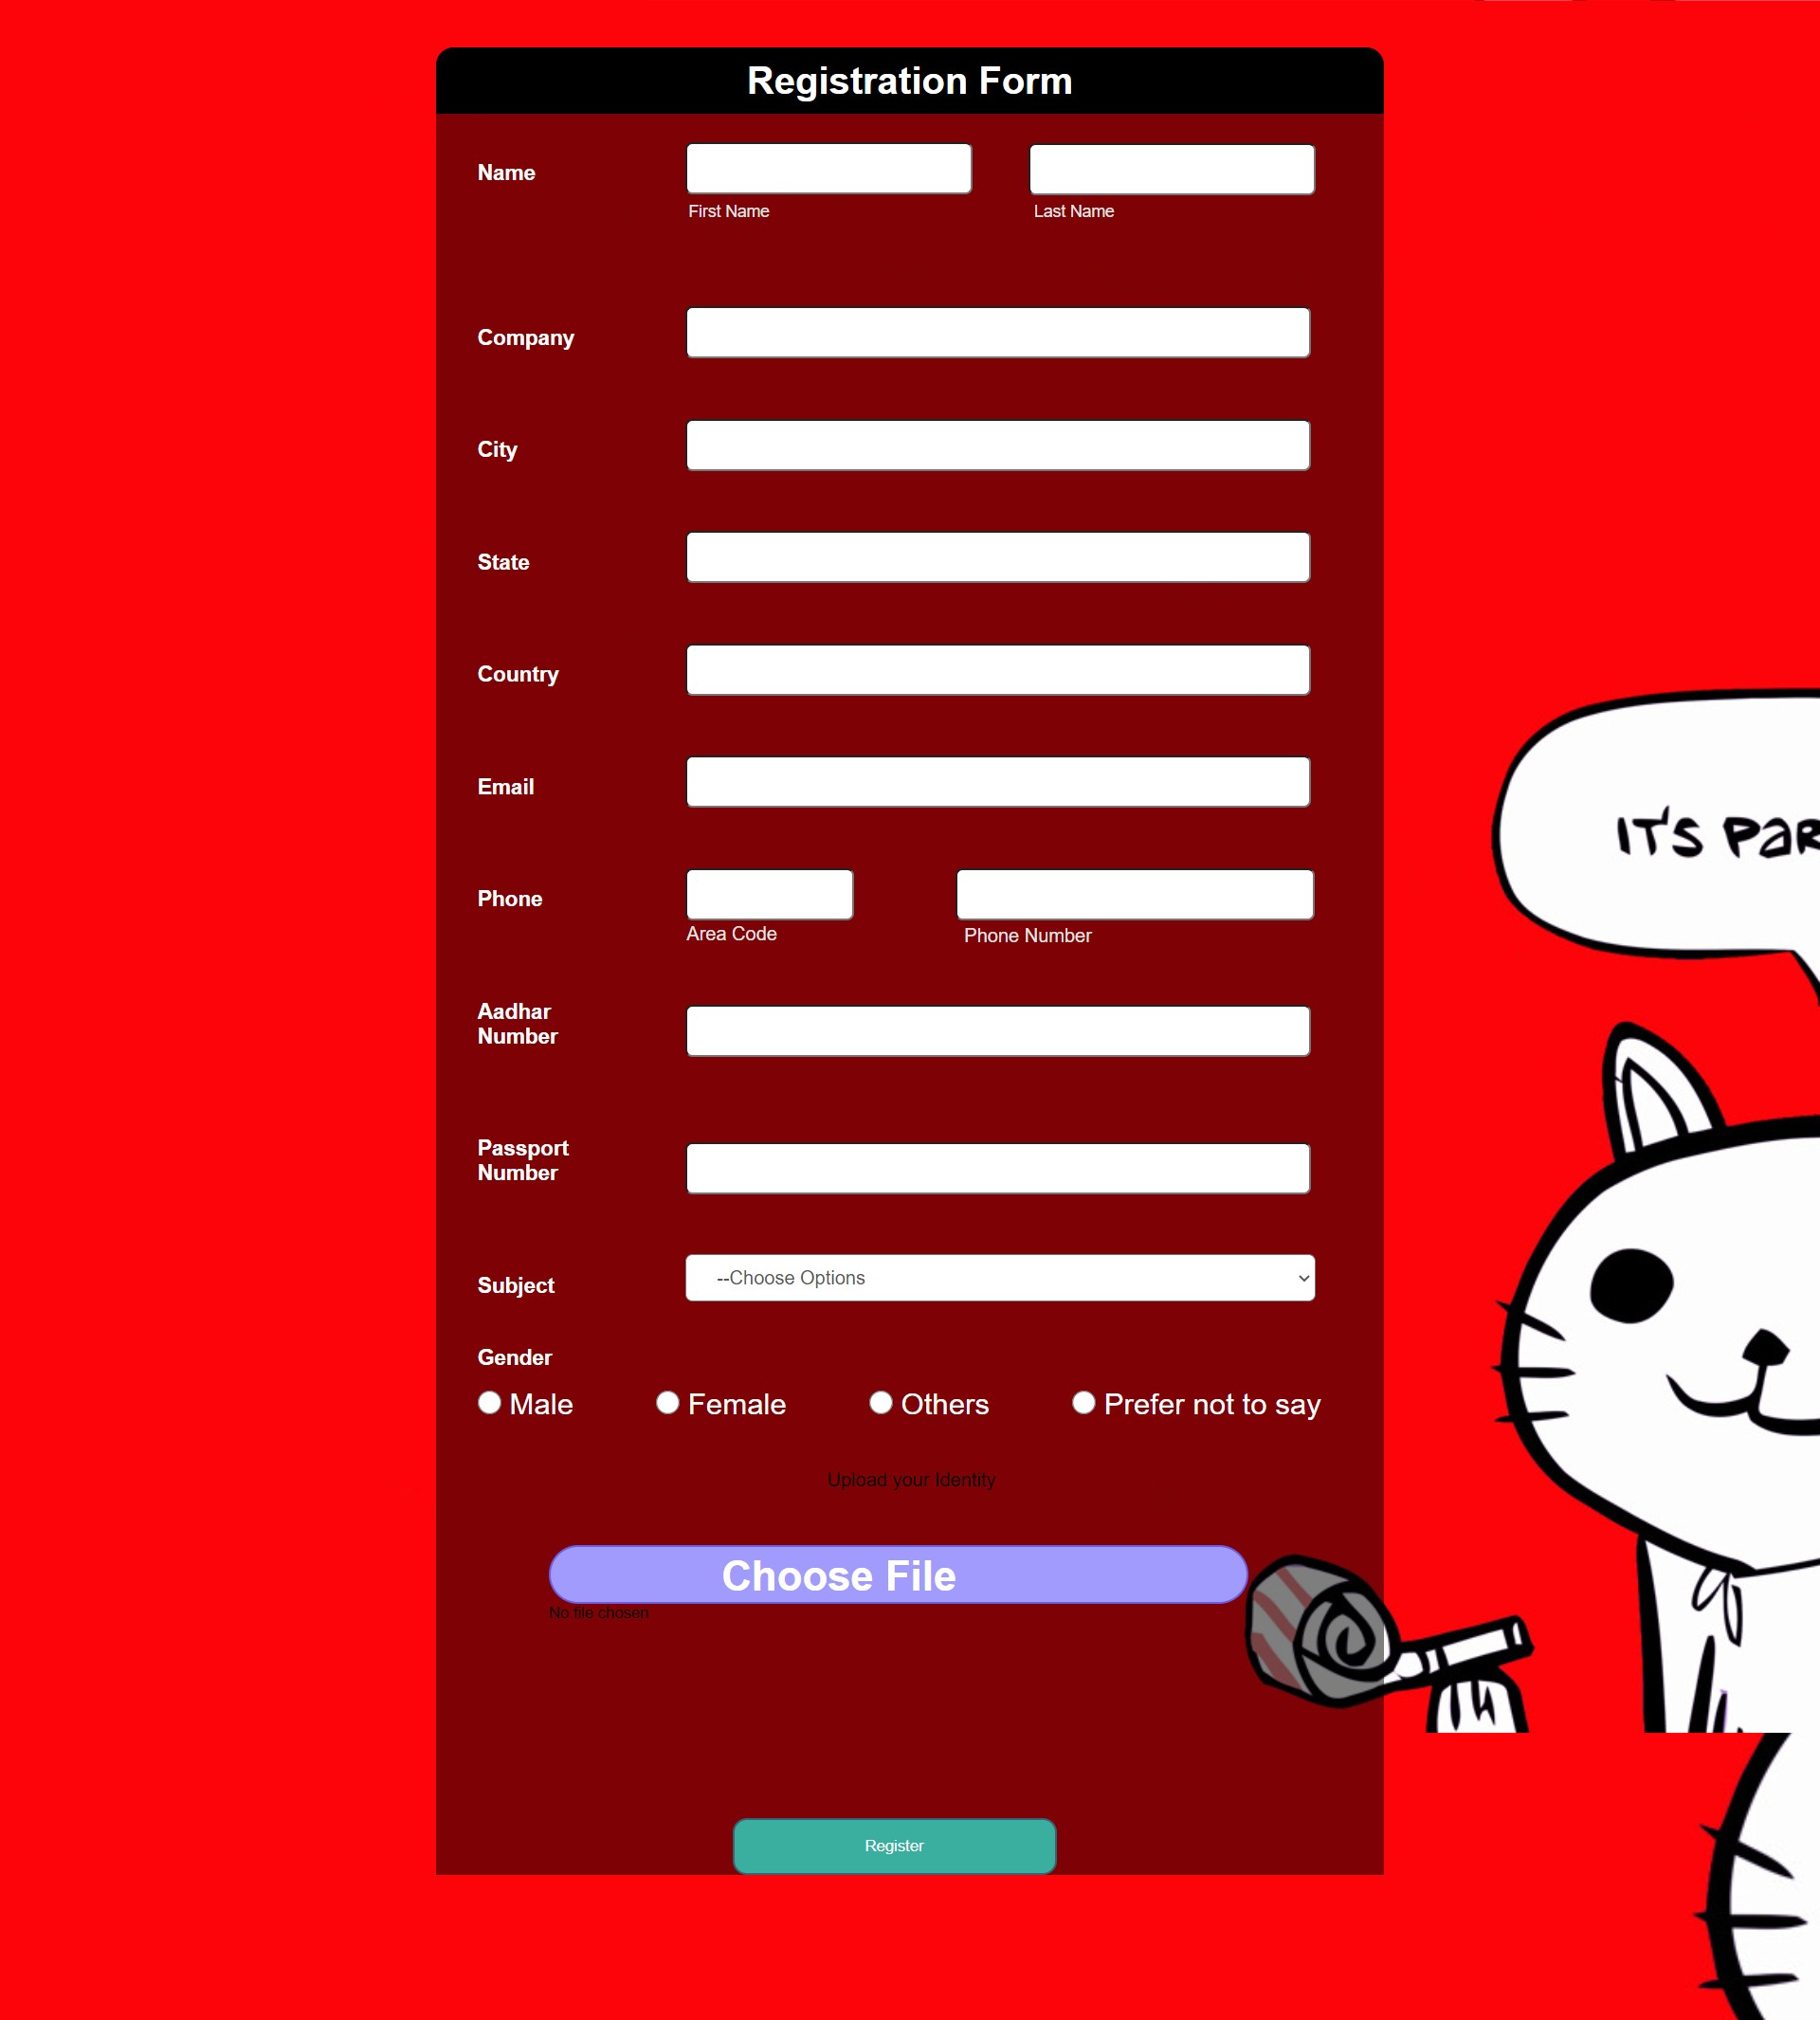 Registration Form
Name
First Name
Last Name
Company
City
State
Country
Email
IT'S PAR
Phone
Area Code
Phone Number
Aadhar
Number
Passport
Number
Subject
--Choose Options
Gender
Male Female Others Prefer not to say
Upload your Identity
Choose File
No file chosen
Register